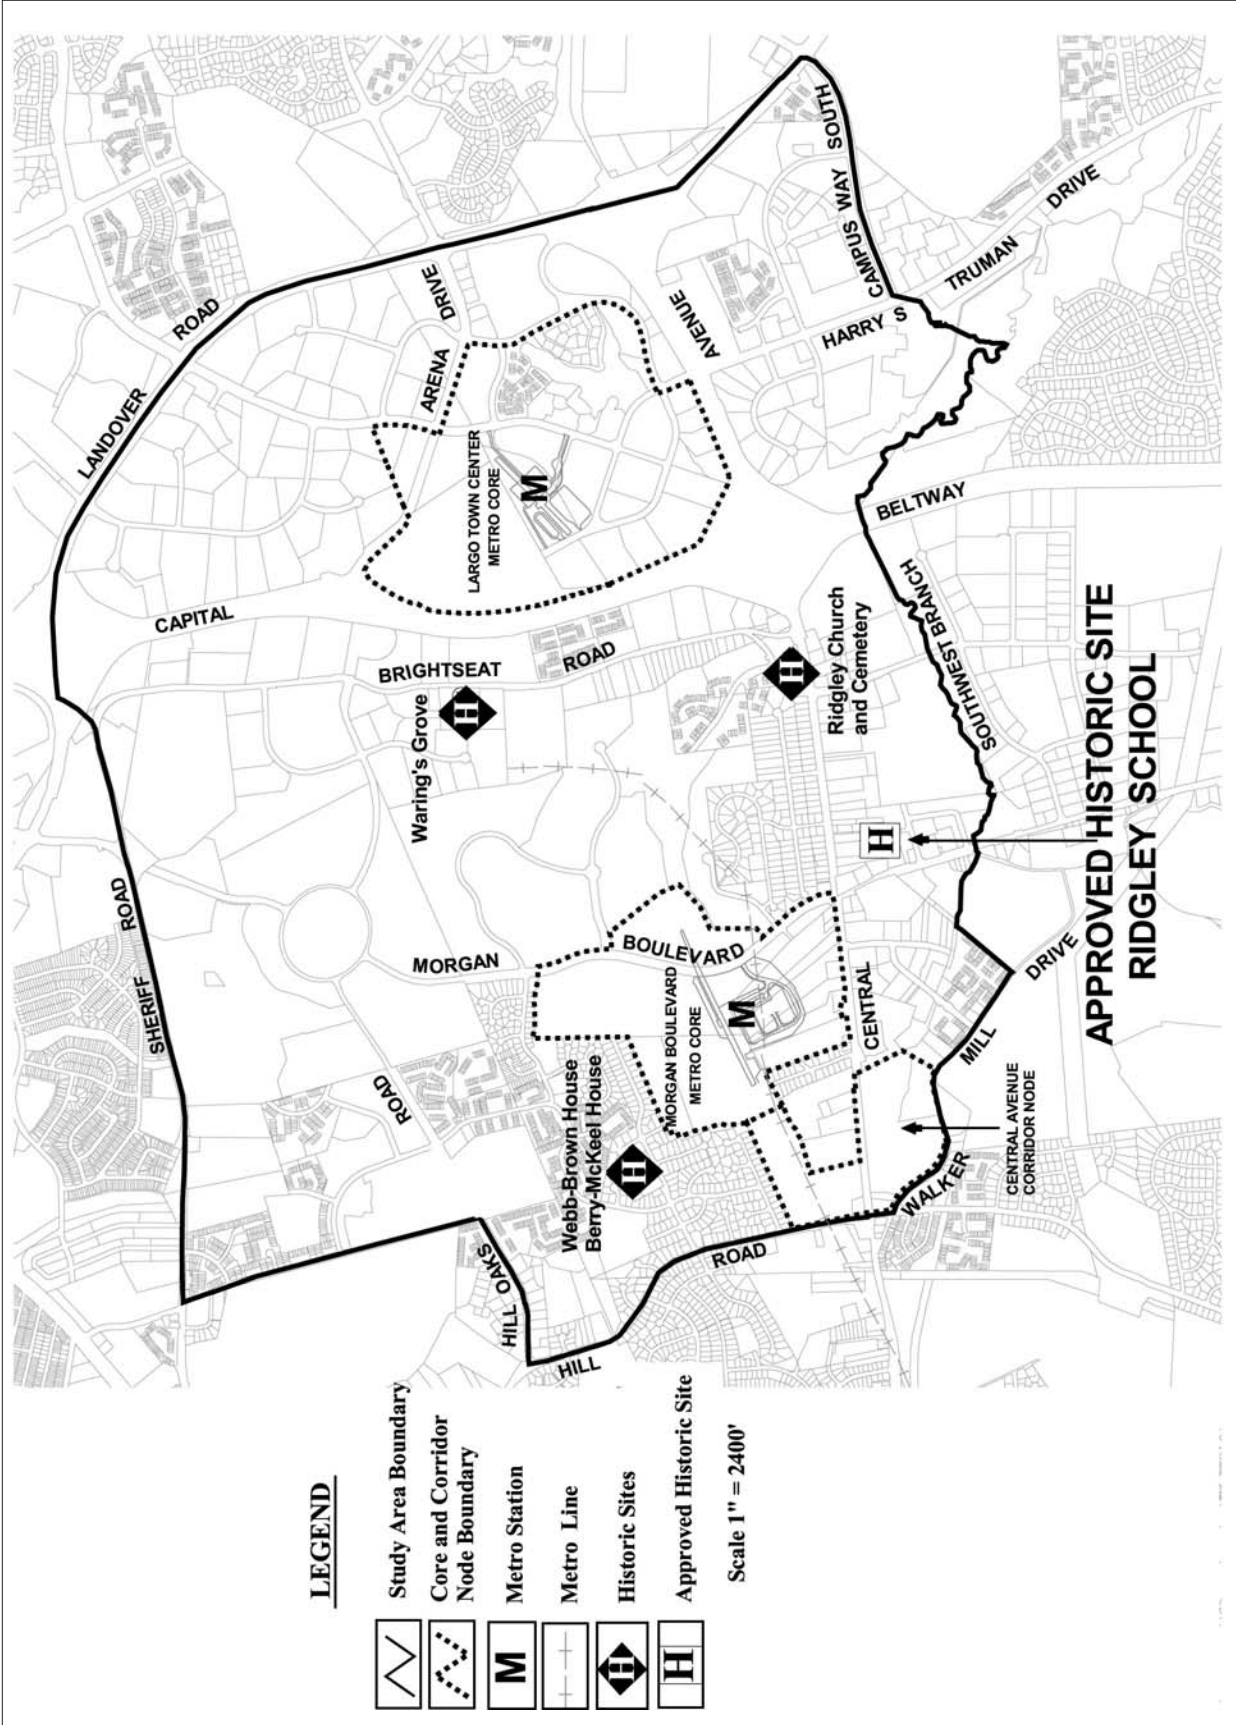 LANDOVER
ROAD
SHERIFF
ROAD
CAPITAL
ARENA
DRIVE
BRIGHTSEAT
ROAD
Waring's Grove
H
LARGO TOWN CENTER
METRO CORE
M
AVENUE
CAMPUS WAY
SOUTH
HARRY S
TRUMAN
DRIVE
BELTWAY
SOUTHWEST BRANCH
Ridgley Church
and Cemetery
H
H
MORGAN
BOULEVARD
MORGAN BOULEVARD
METRO CORE
M
CENTRAL
ROAD
Webb-Brown House
Berry-McKeel House
H
HILL OAKS
HILL
ROAD
WALKER
MILL
DRIVE
CENTRAL AVENUE
CORRIDOR NODE
APPROVED HISTORIC SITE
RIDGLEY SCHOOL
LEGEND
Study Area Boundary
Core and Corridor
Node Boundary
M
Metro Station
Metro Line
H
Historic Sites
H
Approved Historic Site
Scale 1" = 2400'